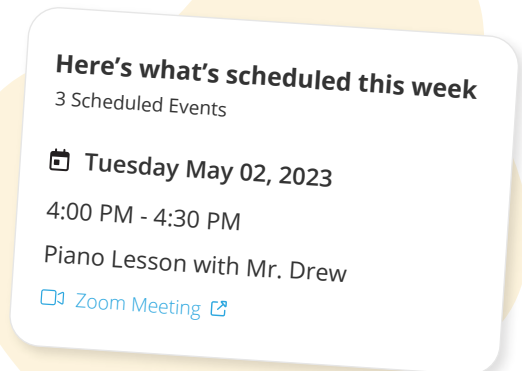 Here's what's scheduled this week
3 Scheduled Events
Tuesday May 02, 2023
4:00 PM - 4:30 PM
Piano Lesson with Mr. Drew
Zoom Meeting